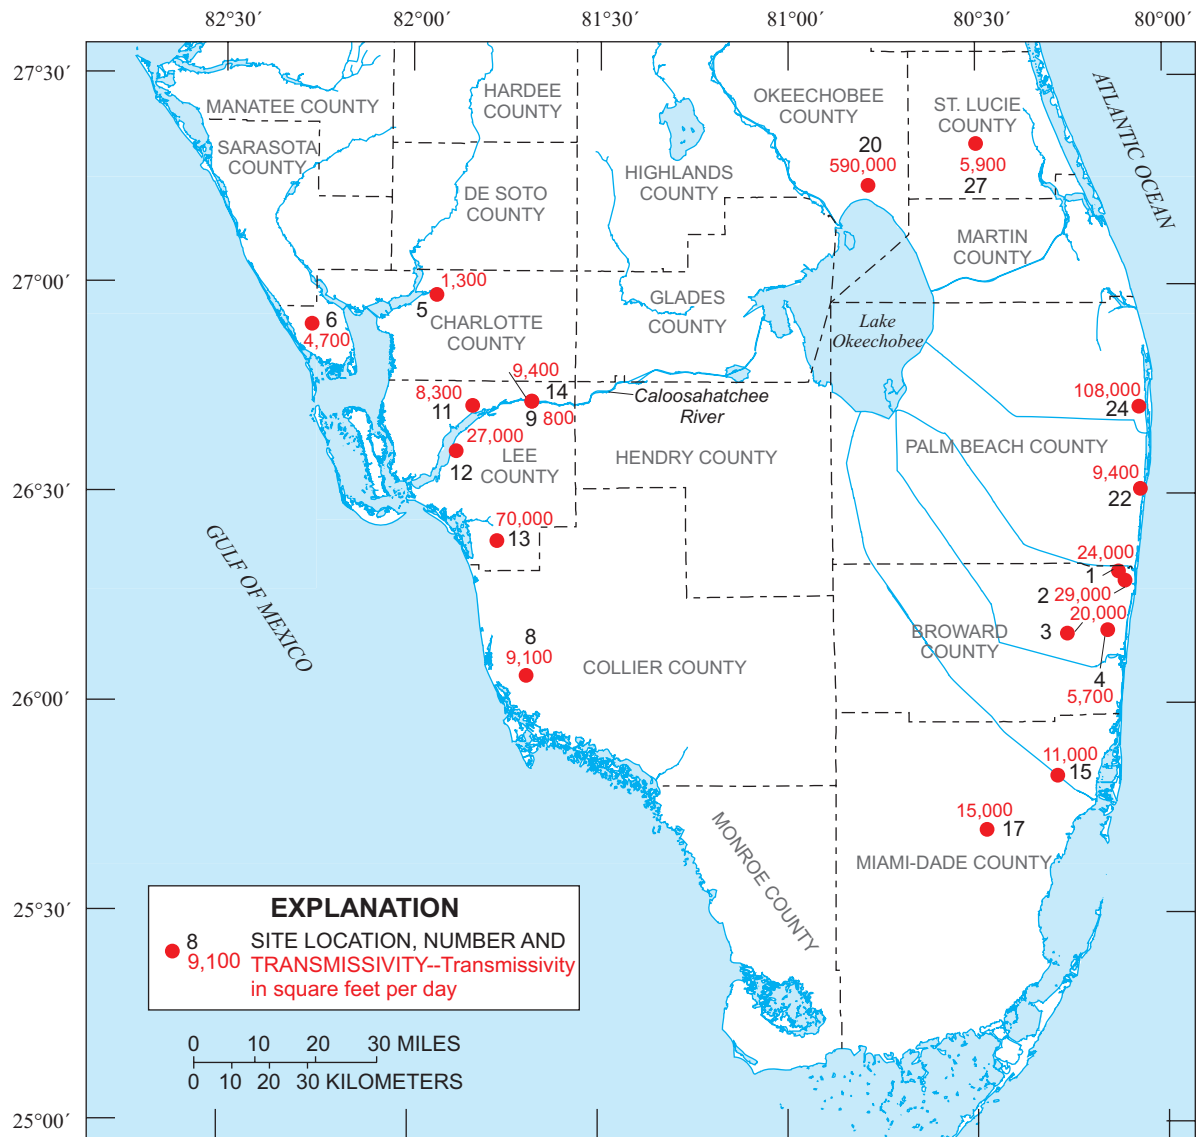 82°30´ 82°00´ 81°30´ 81°00´ 80°30´ 80°00´
27°30´
27°00´
26°30´
26°00´
25°30´
25°00´
MANATEE COUNTY
HARDEE
COUNTY
OKEECHOBEE
COUNTY
ST. LUCIE
COUNTY
ATLANTIC OCEAN
SARASOTA
COUNTY
20
590,000
5,900
27
HIGHLANDS
COUNTY
DE SOTO
COUNTY
MARTIN
COUNTY
1,300
5
GLADES
COUNTY
6
4,700
CHARLOTTE
COUNTY
Lake
Okeechobee
9,400
14
8,300
11
9
800
Caloosahatchee
River
108,000
24
27,000
12
LEE
COUNTY
HENDRY COUNTY
PALM BEACH COUNTY
9,400
22
70,000
13
GULF OF MEXICO
24,000
1
2
29,000
20,000
3
BROWARD
COUNTY
4
5,700
8
9,100
COLLIER COUNTY
11,000
15
15,000
17
MONROE COUNTY
MIAMI-DADE COUNTY
EXPLANATION
8
9,100
SITE LOCATION, NUMBER AND
TRANSMISSIVITY--Transmissivity
in square feet per day
0 10 20 30 MILES
0 10 20 30 KILOMETERS